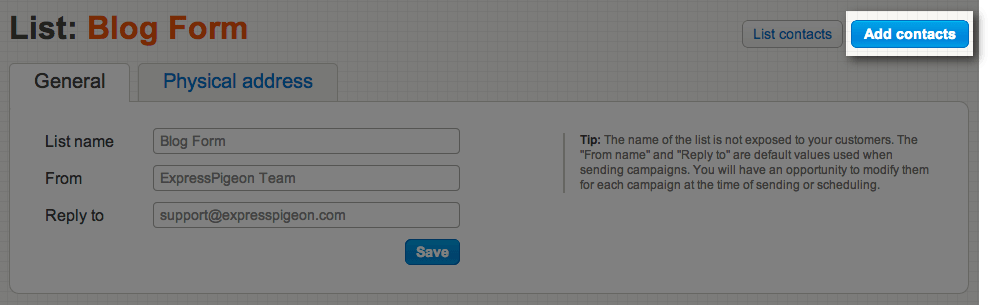 List: Blog Form
List contacts
Add contacts
General
Physical address
List name
Blog Form
From
ExpressPigeon Team
Reply to
support@expresspigeon.com
Save
Tip: The name of the list is not exposed to your customers. The
"From name" and "Reply to" are default values used when
sending campaigns. You will have an opportunity to modify them
for each campaign at the time of sending or scheduling.